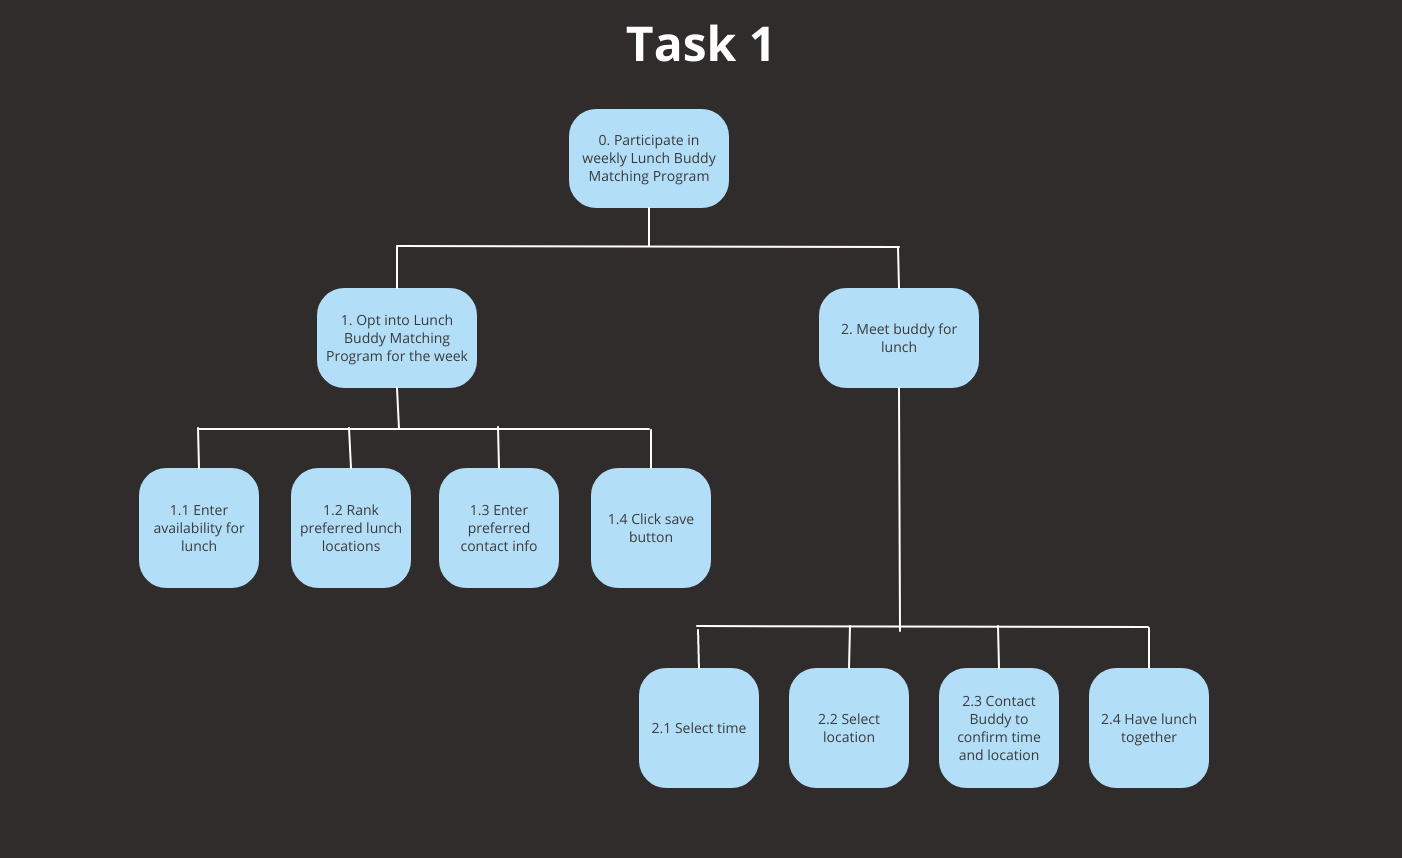 Task 1
0. Participate in
weekly Lunch Buddy
Matching Program
1. Opt into Lunch
Buddy Matching
Program for the week
2. Meet buddy for
lunch
1.1 Enter
availability for
lunch
1.2 Rank
preferred lunch
locations
1.3 Enter
preferred
contact info
1.4 Click save
button
2.1 Select time
2.2 Select
location
2.3 Contact
Buddy to
confirm time
and location
2.4 Have lunch
together